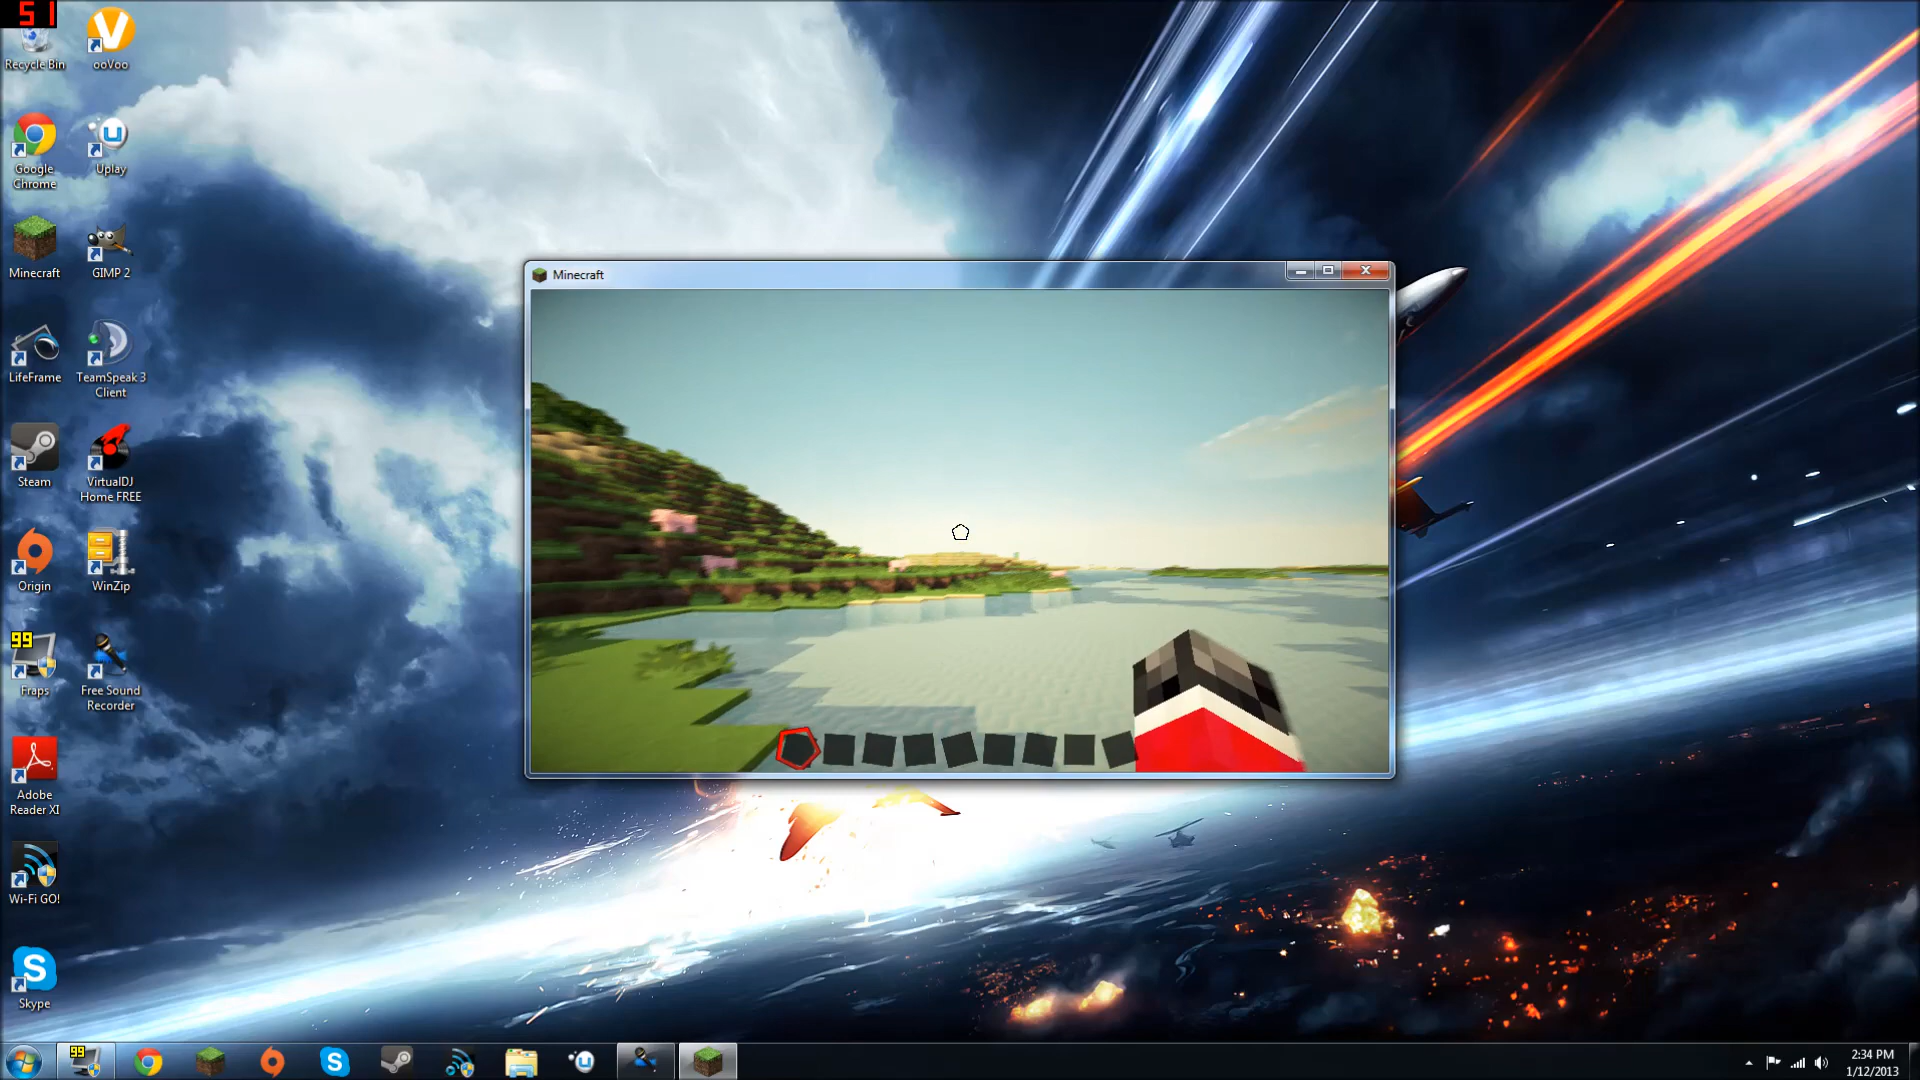 51
Recycle Bin
ooVoo
Google
Chrome
Uplay
Minecraft
GIMP 2
LifeFrame
TeamSpeak 3
Client
Steam
VirtualDJ
Home FREE
Origin
WinZip
99
Fraps
Free Sound
Recorder
Adobe
Reader XI
Wi-Fi GO!
Skype
Minecraft
99
2:34 PM
1/12/2013